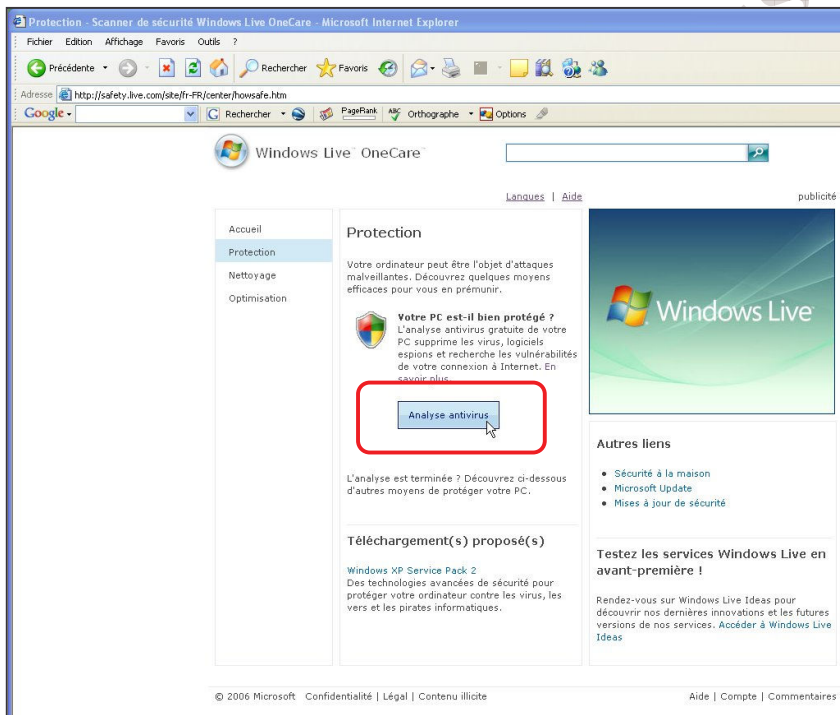 Protection - Scanner de sécurité Windows Live OneCare - Microsoft Internet Explorer
Fichier Edition Affichage Favoris Outils ?
Précédente Rechercher Favoris
Adresse http://safety.live.com/site/fr-FR/center/howsafe.htm
Google Rechercher PageRank ABC Orthographe Options
Windows Live™ OneCare™
Langues | Aide
publicité
Accueil
Protection
Nettoyage
Optimisation
Protection
Votre ordinateur peut être l'objet d'attaques
malveillantes. Découvrez quelques moyens
efficaces pour vous en prémunir.
Votre PC est-il bien protégé ?
L'analyse antivirus gratuite de votre
PC supprime les virus, logiciels
espions et recherche les vulnérabilités
de votre connexion à Internet. En
savoir plus.
Analyse antivirus
L'analyse est terminée ? Découvrez ci-dessous
d'autres moyens de protéger votre PC.
Téléchargement(s) proposé(s)
Windows XP Service Pack 2
Des technologies avancées de sécurité pour
protéger votre ordinateur contre les virus, les
vers et les pirates informatiques.
Windows Live™
Autres liens
• Sécurité à la maison
• Microsoft Update
• Mises à jour de sécurité
Testez les services Windows Live en
avant-première !
Rendez-vous sur Windows Live Ideas pour
découvrir nos dernières innovations et les futures
versions de nos services. Accéder à Windows Live
Ideas
© 2006 Microsoft Confidentialité | Légal | Contenu illicite
Aide | Compte | Commentaires